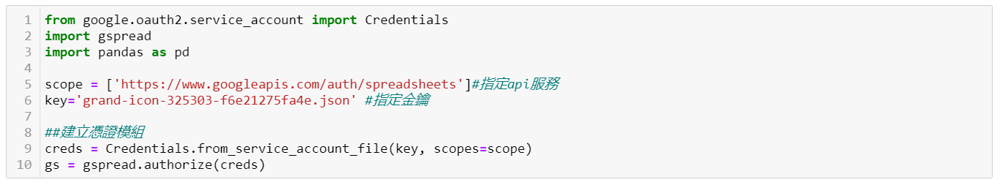 1 from google.oauth2.service_account import Credentials
2 import gspread
3 import pandas as pd
4
5 scope = ['https://www.googleapis.com/auth/spreadsheets']#指定api服務
6 key='grand-icon-325303-f6e21275fa4e.json' #指定金鑰
7
8 ##建立憑證模組
9 creds = Credentials.from_service_account_file(key, scopes=scope)
10 gs = gspread.authorize(creds)